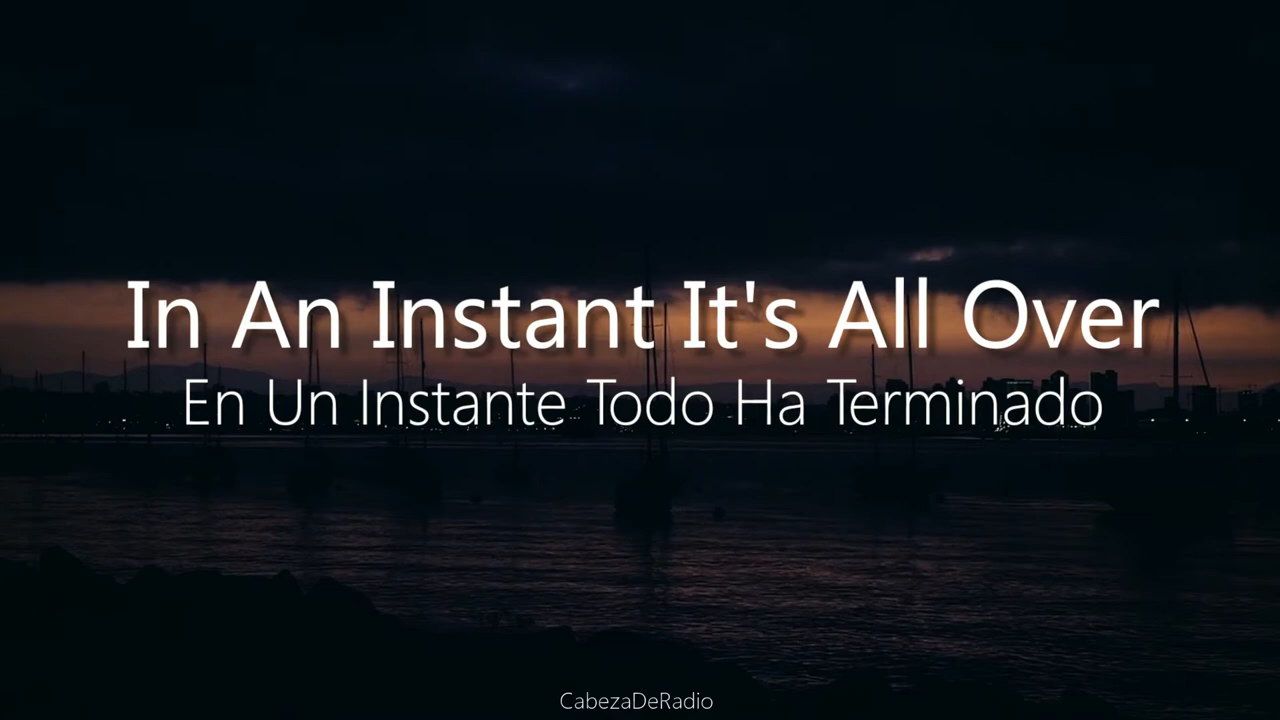 In An Instant It's All Over
En Un Instante Todo Ha Terminado
CabezaDeRadio